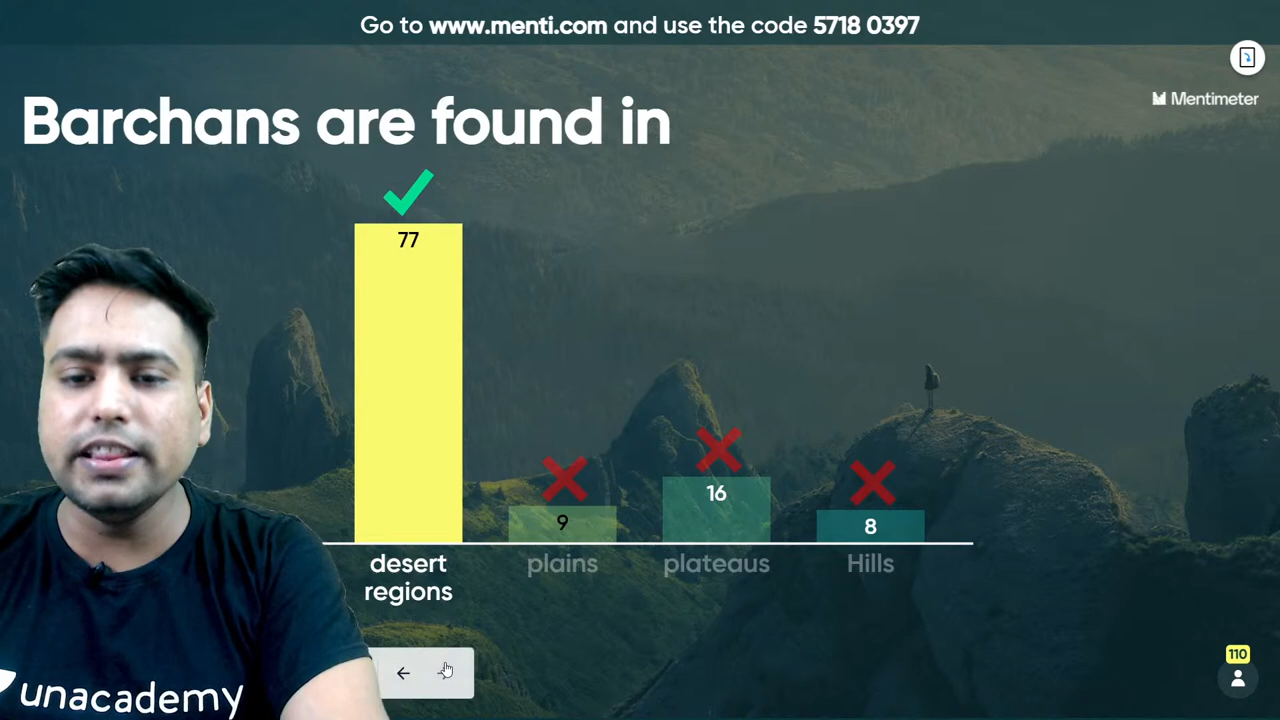 Go to www.menti.com and use the code 5718 0397
Mentimeter
Barchans are found in
77
9
16
8
desert
regions
plains
plateaus
Hills
110
unacademy